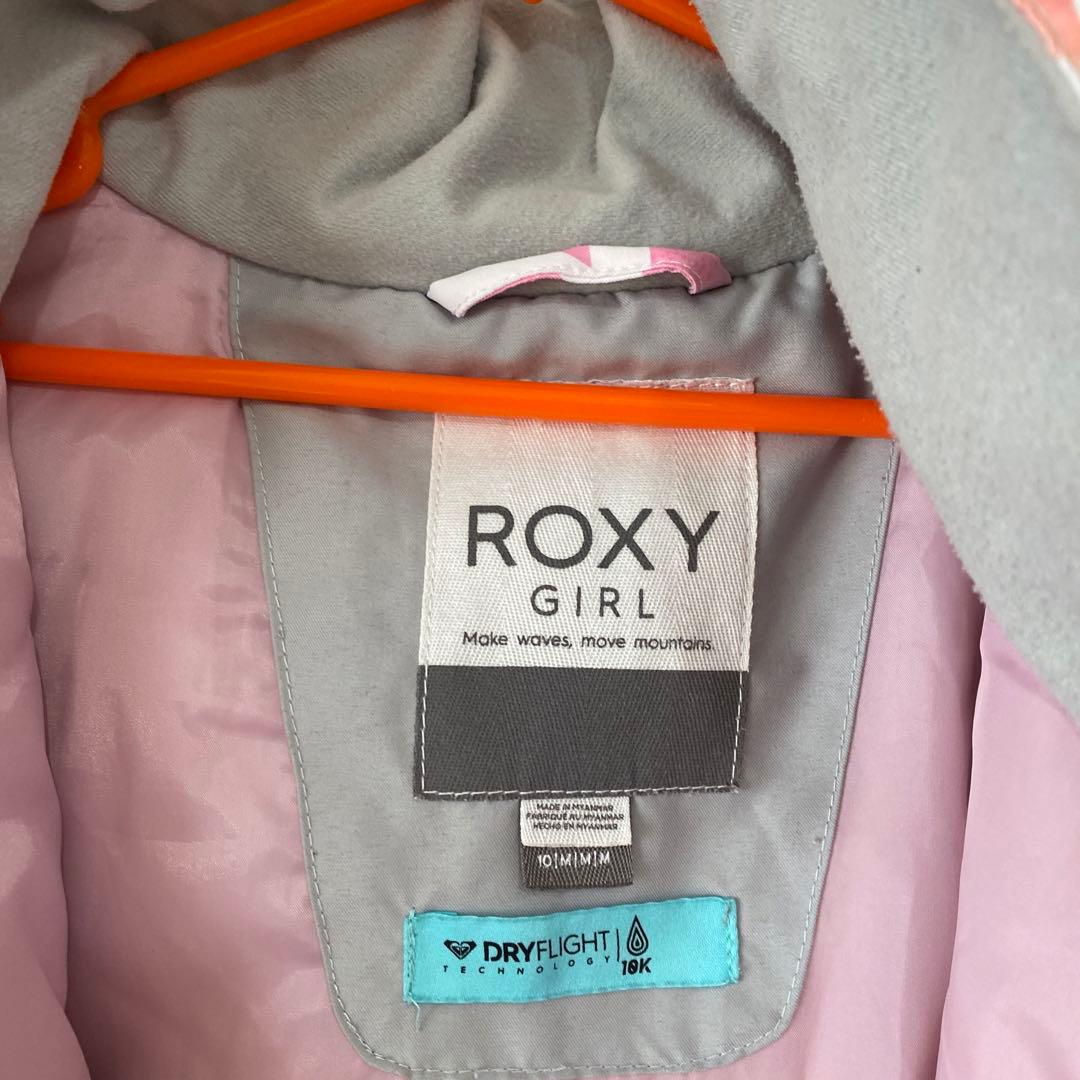 ROXY
GIRL
Make waves, move mountains.
MADE IN MYANMAR
FABRIQUÉ AU MYANMAR
HECHO EN MYANMAR
10|M|M|M
DRYFLIGHT
TECHNOLOGY
10K